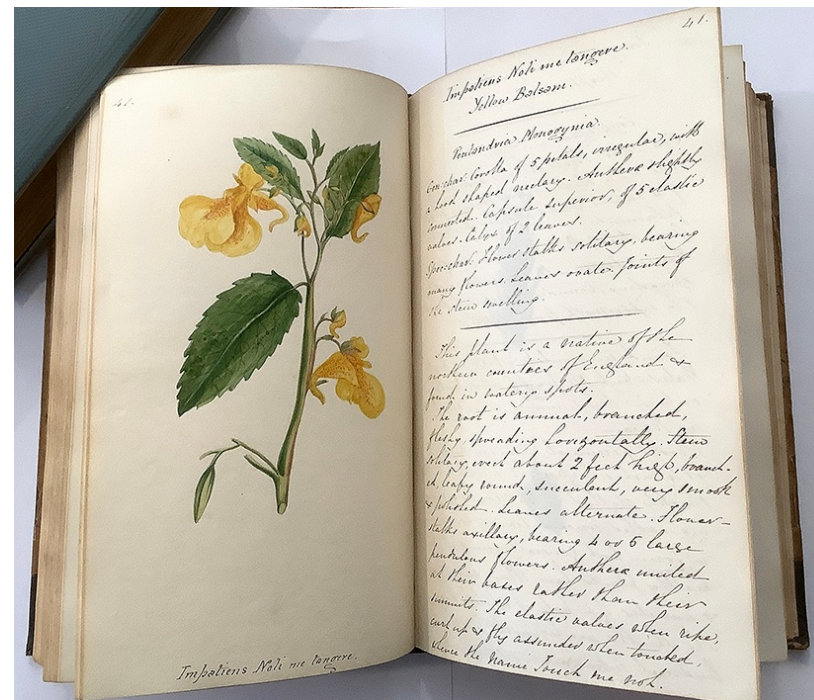 41.
Impatiens Noli me tangere.
41.
Impatiens Noli me tangere.
Yellow Balsam.
Pentandria Monogynia.
Gen:char: Corolla of 5 petals, irregular, with
a hood shaped nectary. Anthers slightly
connected. Capsule superior, of 5 elastic
valves. Calyx of 2 leaves.
Spec:char: Flower stalks solitary, bearing
many flowers. Leaves ovate. Joints of
the stem swelling.
This plant is a native of the
northern counties of England &
found in watery spots.
The root is annual, branched,
fleshy, spreading horizontally. Stem
solitary, erect about 2 feet high, branch-
ed, leafy, round, succulent, very smooth
& polished. Leaves alternate. Flower-
stalks axillary, bearing 4 or 5 large
pendulous flowers. Anthers united
at their bases rather than their
summits. The elastic valves when ripe,
curl up & fly assunder when touched,
whence the name Touch me not.